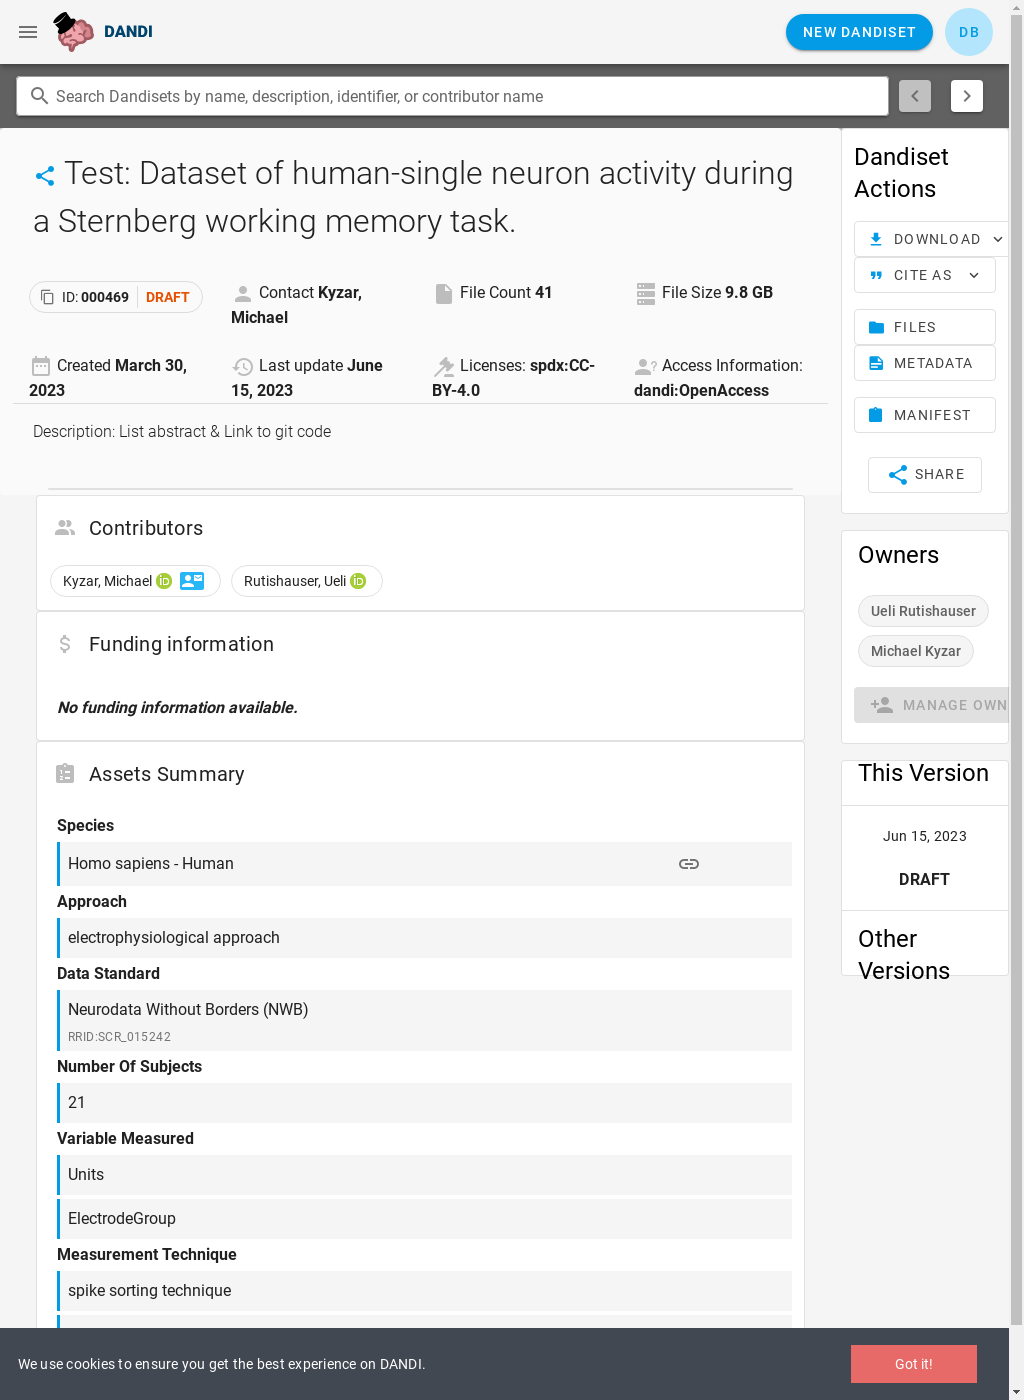 DANDI
NEW DANDISET
DB
Search Dandisets by name, description, identifier, or contributor name
Test: Dataset of human-single neuron activity during
a Sternberg working memory task.
ID: 000469 DRAFT
Contact Kyzar,
Michael
File Count 41
File Size 9.8 GB
Created March 30,
2023
Last update June
15, 2023
Licenses: spdx:CC-
BY-4.0
Access Information:
dandi:OpenAccess
Description: List abstract & Link to git code
Contributors
Kyzar, Michael
Rutishauser, Ueli
Funding information
No funding information available.
Assets Summary
Species
Homo sapiens - Human
Approach
electrophysiological approach
Data Standard
Neurodata Without Borders (NWB)
RRID:SCR_015242
Number Of Subjects
21
Variable Measured
Units
ElectrodeGroup
Measurement Technique
spike sorting technique
Dandiset
Actions
DOWNLOAD
CITE AS
FILES
METADATA
MANIFEST
SHARE
Owners
Ueli Rutishauser
Michael Kyzar
MANAGE OWN
This Version
Jun 15, 2023
DRAFT
Other
Versions
We use cookies to ensure you get the best experience on DANDI.
Got it!